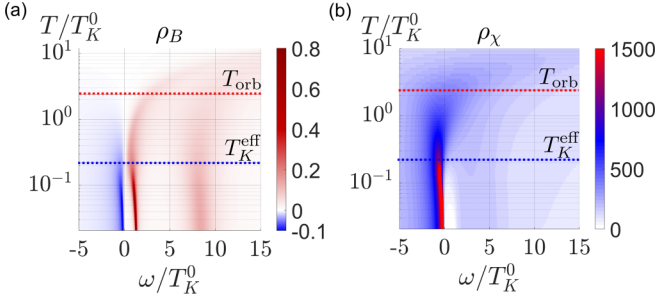 (a)
T/T_K^0
ρ_B
10^1
10^0
10^-1
T_orb
T_K^eff
-5 0 5 10 15
ω/T_K^0
0.8
0.6
0.4
0.2
0
-0.1
(b)
T/T_K^0
ρ_χ
10^1
10^0
10^-1
T_orb
T_K^eff
-5 0 5 10 15
ω/T_K^0
1500
1000
500
0